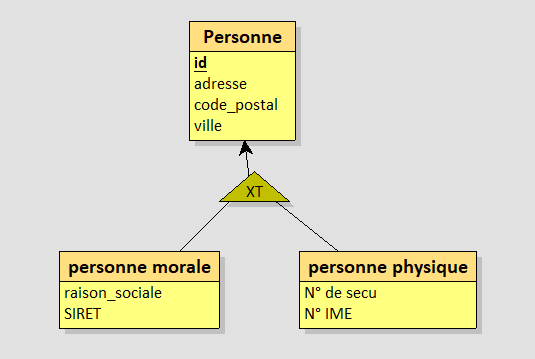 Personne
id
adresse
code_postal
ville
XT
personne morale
raison_sociale
SIRET
personne physique
N° de secu
N° IME